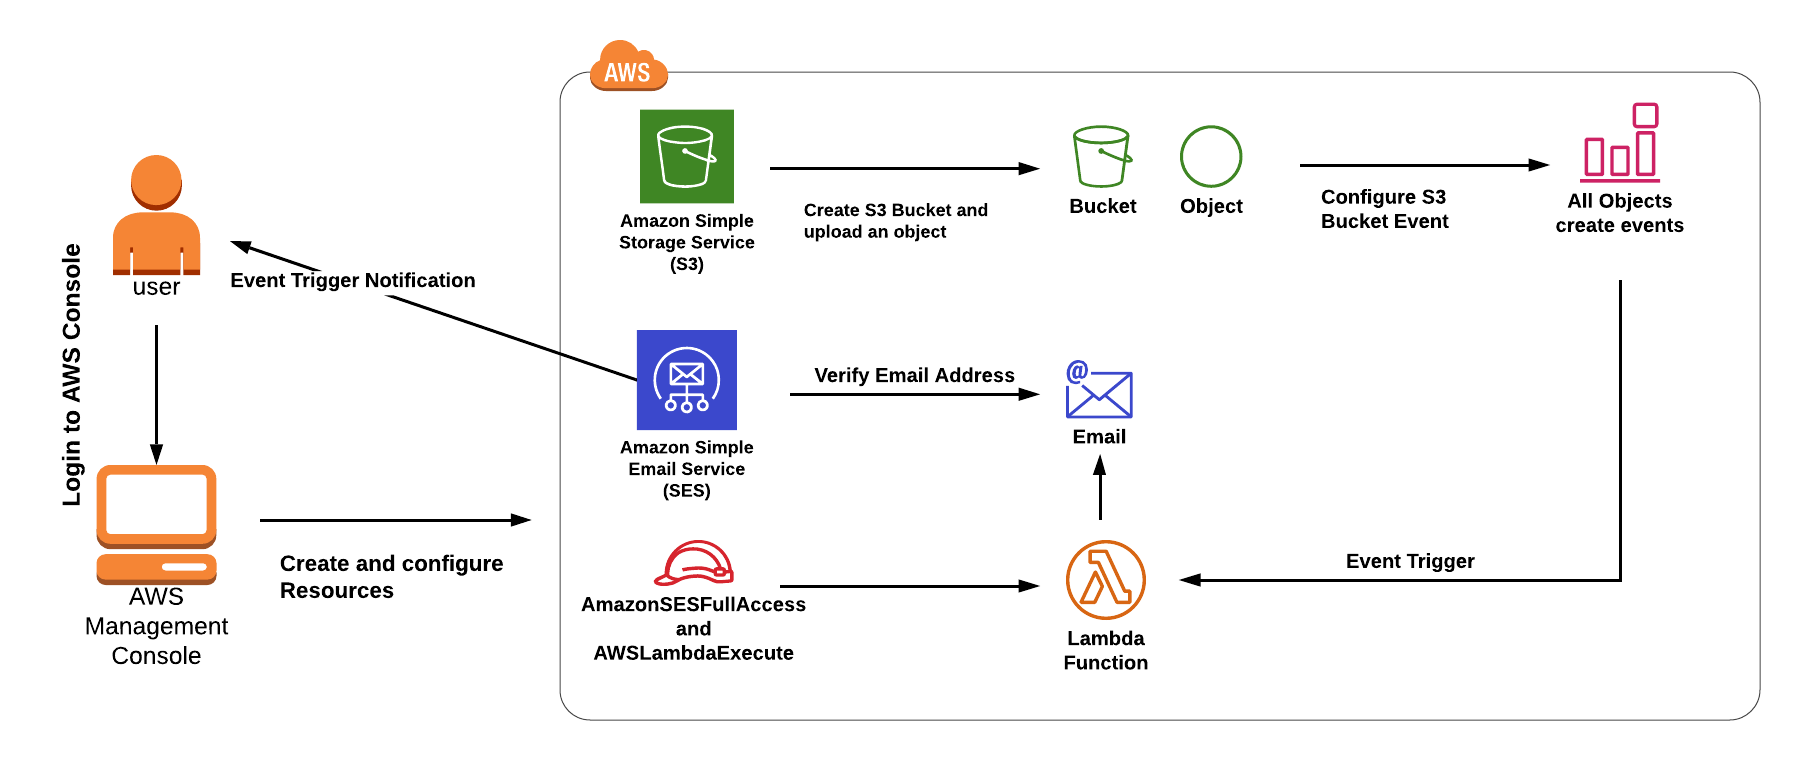 AWS
user
Login to AWS Console
Event Trigger Notification
AWS
Management
Console
Create and configure
Resources
Amazon Simple
Storage Service
(S3)
Create S3 Bucket and
upload an object
Bucket
Object
Configure S3
Bucket Event
All Objects
create events
Amazon Simple
Email Service
(SES)
Verify Email Address
@
Email
AmazonSESFullAccess
and
AWSLambdaExecute
Lambda
Function
Event Trigger